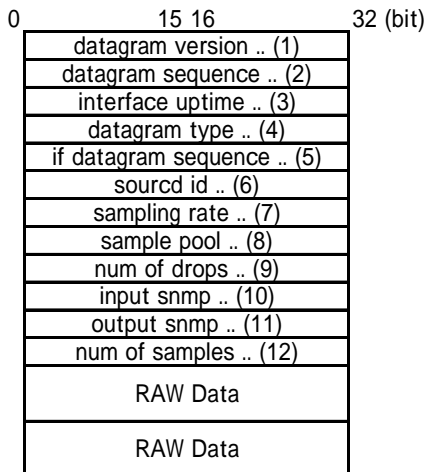 0 15 16 32 (bit)
datagram version .. (1)
datagram sequence .. (2)
interface uptime .. (3)
datagram type .. (4)
if datagram sequence .. (5)
sourcd id .. (6)
sampling rate .. (7)
sample pool .. (8)
num of drops .. (9)
input snmp .. (10)
output snmp .. (11)
num of samples .. (12)
RAW Data
RAW Data